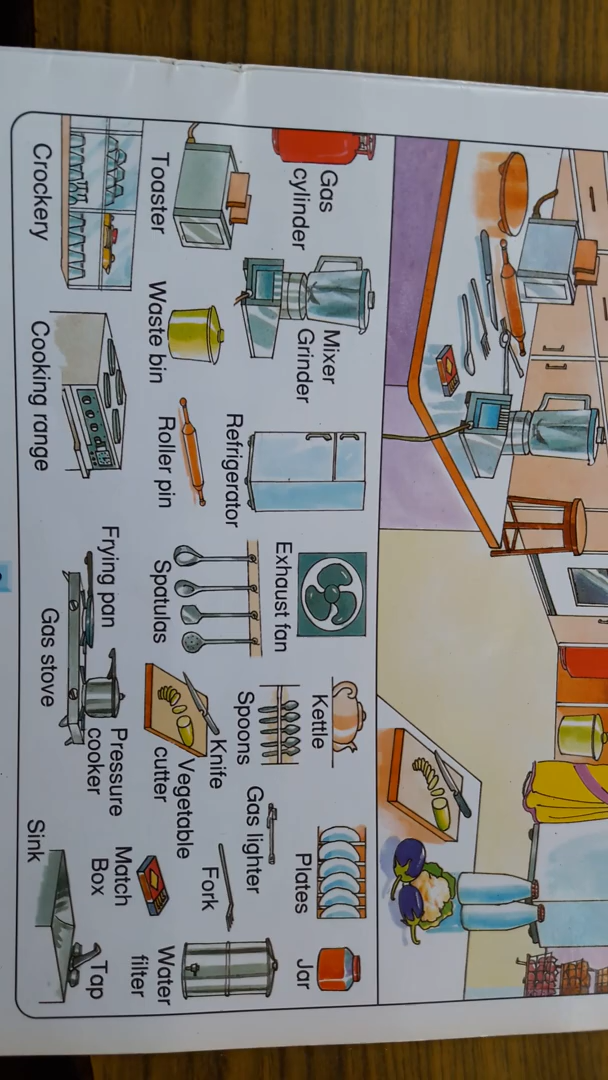 Gas
cylinder
Mixer
Grinder
Refrigerator
Exhaust fan
Kettle
Plates
Jar
Toaster
Waste bin
Roller pin
Spatulas
Spoons
Knife
Vegetable
cutter
Gas lighter
Fork
Water
filter
Crockery
Cooking range
Frying pan
Gas stove
Pressure
cooker
Match
Box
Sink
Tap